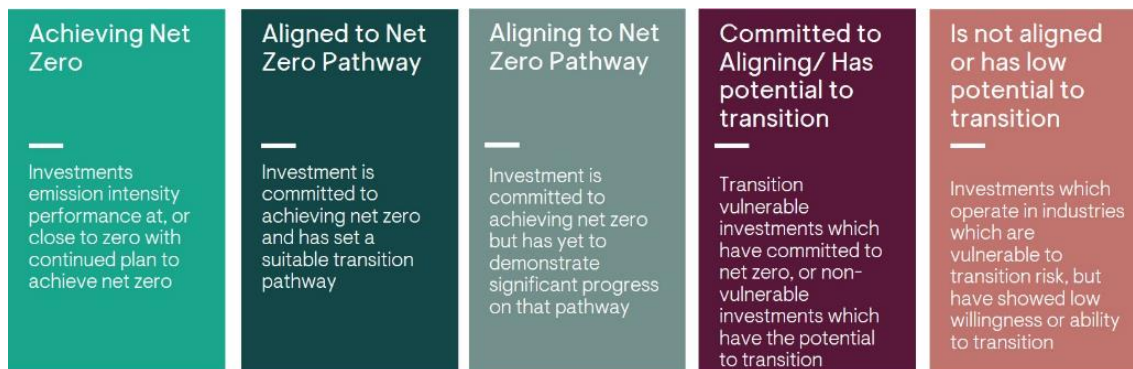 Achieving Net
Zero
Investments
emission intensity
performance at, or
close to zero with
continued plan to
achieve net zero
Aligned to Net
Zero Pathway
Investment is
committed to
achieving net zero
and has set a
suitable transition
pathway
Aligning to Net
Zero Pathway
Investment is
committed to
achieving net zero
but has yet to
demonstrate
significant progress
on that pathway
Committed to
Aligning/ Has
potential to
transition
Transition
vulnerable
investments which
have committed to
net zero, or non-
vulnerable
investments which
have the potential
to transition
Is not aligned
or has low
potential to
transition
Investments which
operate in industries
which are
vulnerable to
transition risk, but
have showed low
willingness or ability
to transition